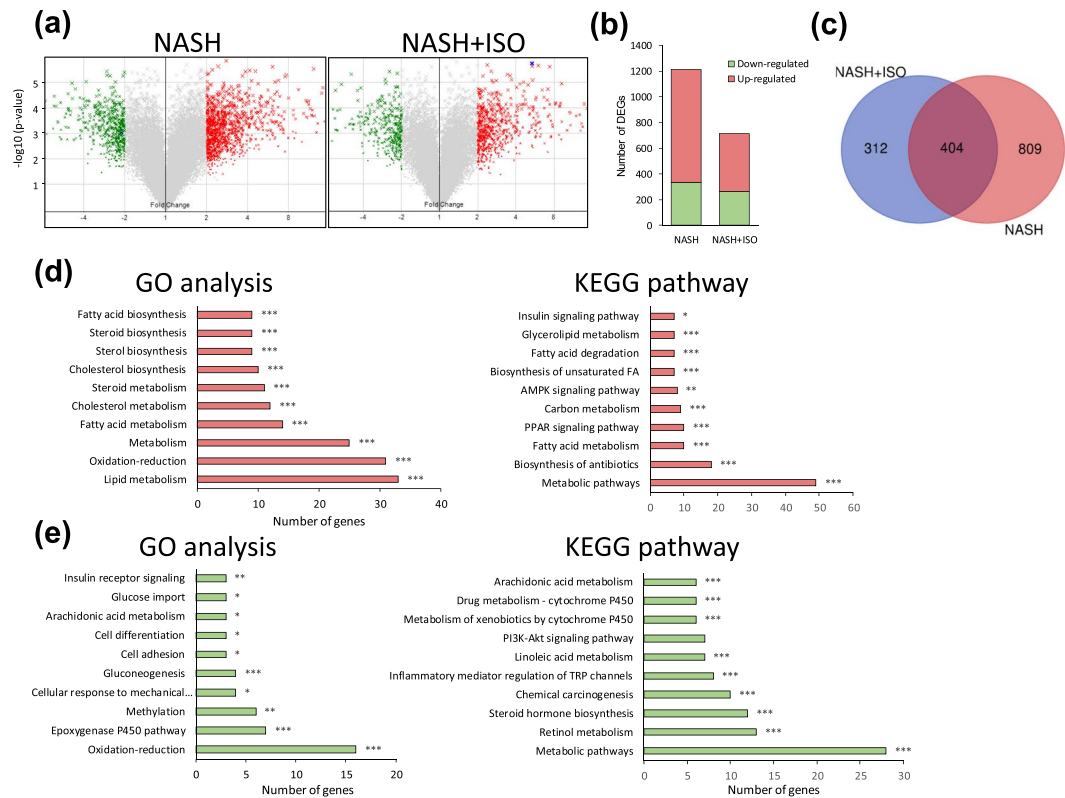 (a)
NASH
NASH+ISO
-log10 (p-value)
5
4
3
2
1
Fold Change
-4
-2
1
2
8
Fold Change
-4
-2
1
2
8
(b)
1400
1200
1000
800
600
400
200
0
Number of DEGs
Down-regulated
Up-regulated
NASH
NASH+ISO
(c)
NASH+ISO
312
404
809
NASH
(d)
GO analysis
Fatty acid biosynthesis ***
Steroid biosynthesis ***
Sterol biosynthesis ***
Cholesterol biosynthesis ***
Steroid metabolism ***
Cholesterol metabolism ***
Fatty acid metabolism ***
Metabolism ***
Oxidation-reduction ***
Lipid metabolism ***
0 10 20 30 40
Number of genes
KEGG pathway
Insulin signaling pathway *
Glycerolipid metabolism ***
Fatty acid degradation ***
Biosynthesis of unsaturated FA ***
AMPK signaling pathway **
Carbon metabolism ***
PPAR signaling pathway ***
Fatty acid metabolism ***
Biosynthesis of antibiotics ***
Metabolic pathways ***
0 10 20 30 40 50 60
(e)
GO analysis
Insulin receptor signaling **
Glucose import *
Arachidonic acid metabolism *
Cell differentiation *
Cell adhesion *
Gluconeogenesis ***
Cellular response to mechanical... *
Methylation **
Epoxygenase P450 pathway ***
Oxidation-reduction ***
0 5 10 15 20
Number of genes
KEGG pathway
Arachidonic acid metabolism ***
Drug metabolism - cytochrome P450 ***
Metabolism of xenobiotics by cytochrome P450 ***
PI3K-Akt signaling pathway
Linoleic acid metabolism ***
Inflammatory mediator regulation of TRP channels ***
Chemical carcinogenesis ***
Steroid hormone biosynthesis ***
Retinol metabolism ***
Metabolic pathways ***
0 5 10 15 20 25 30
Number of genes